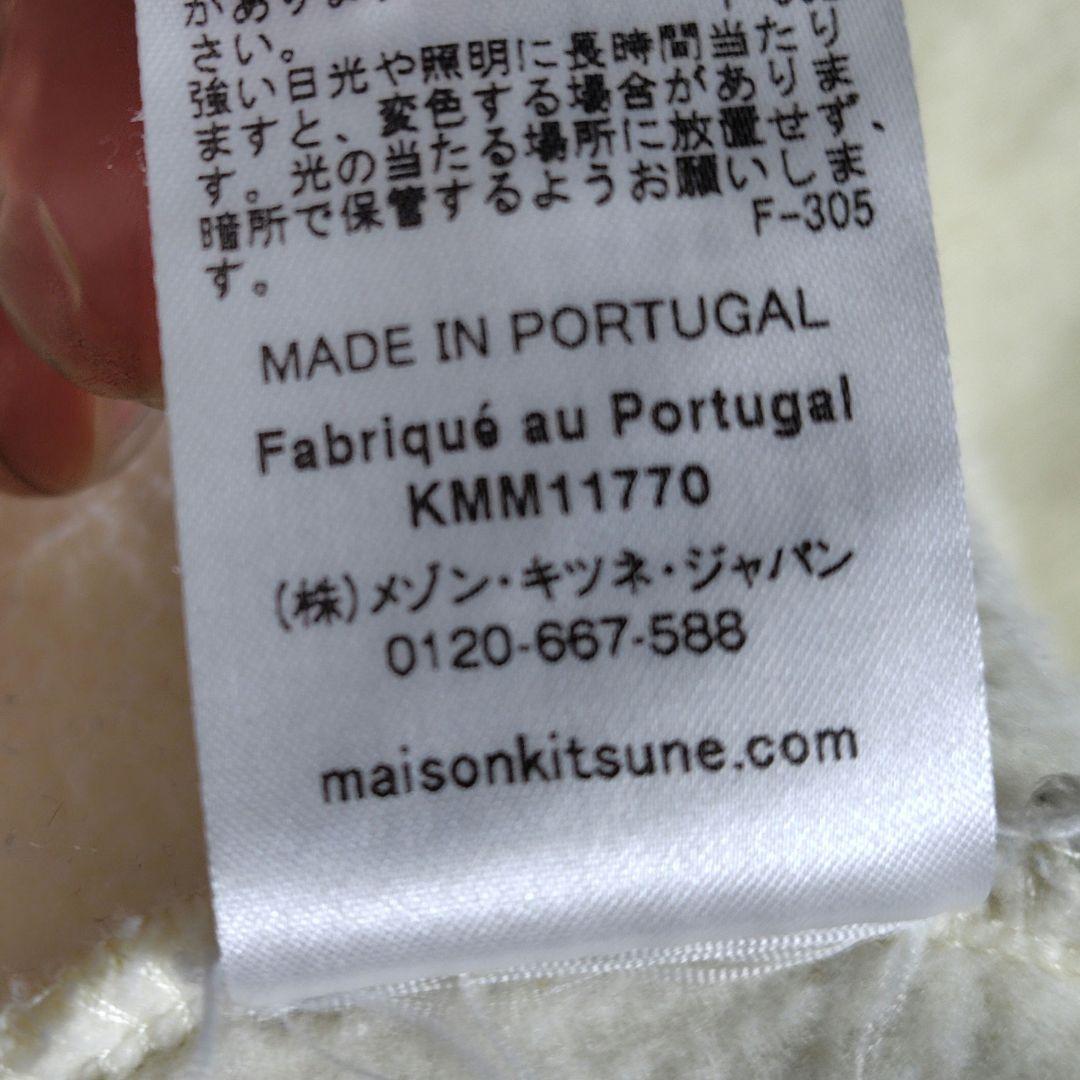 さい。
強い日光や照明に長時間当たり
ますと、変色する場合がありま
す。光の当たる場所に放置せず、
暗所で保管するようお願いしま
す。
F-305
MADE IN PORTUGAL
Fabriqué au Portugal
KMM11770
(株)メゾン・キツネ・ジャパン
0120-667-588
maisonkitsune.com